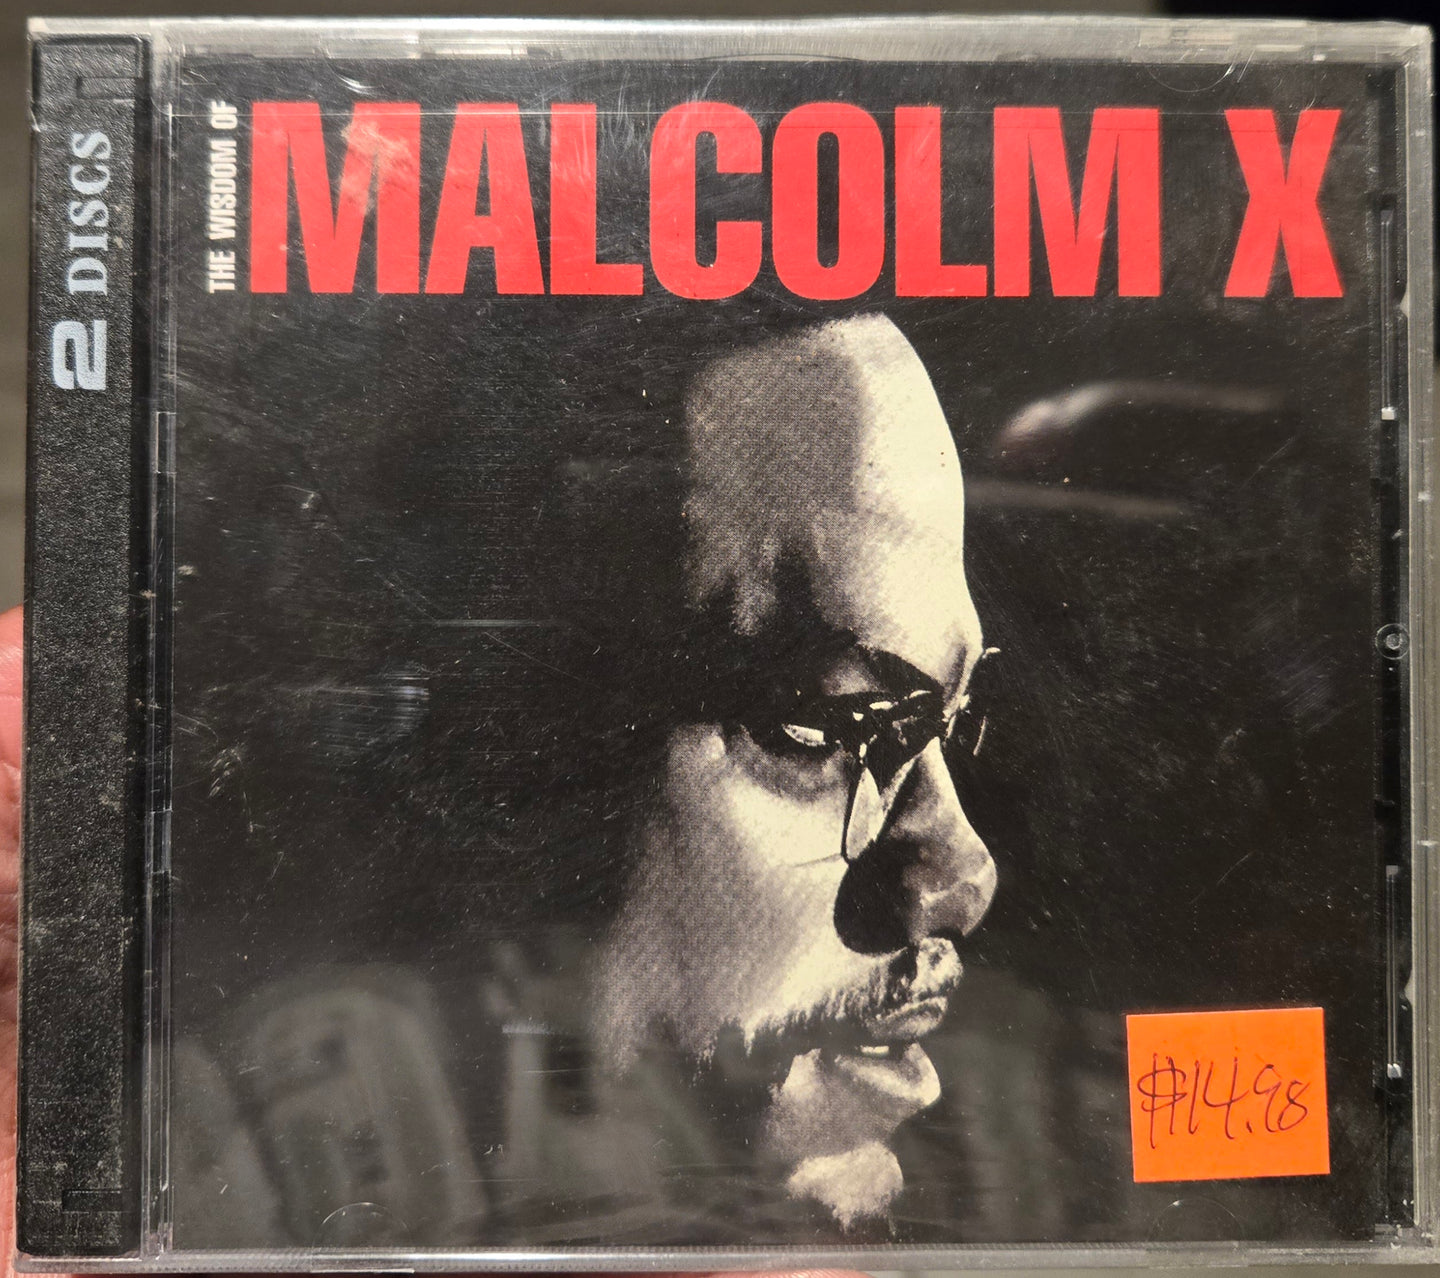 2 DISCS
THE WISDOM OF
MALCOLM X
$14.98